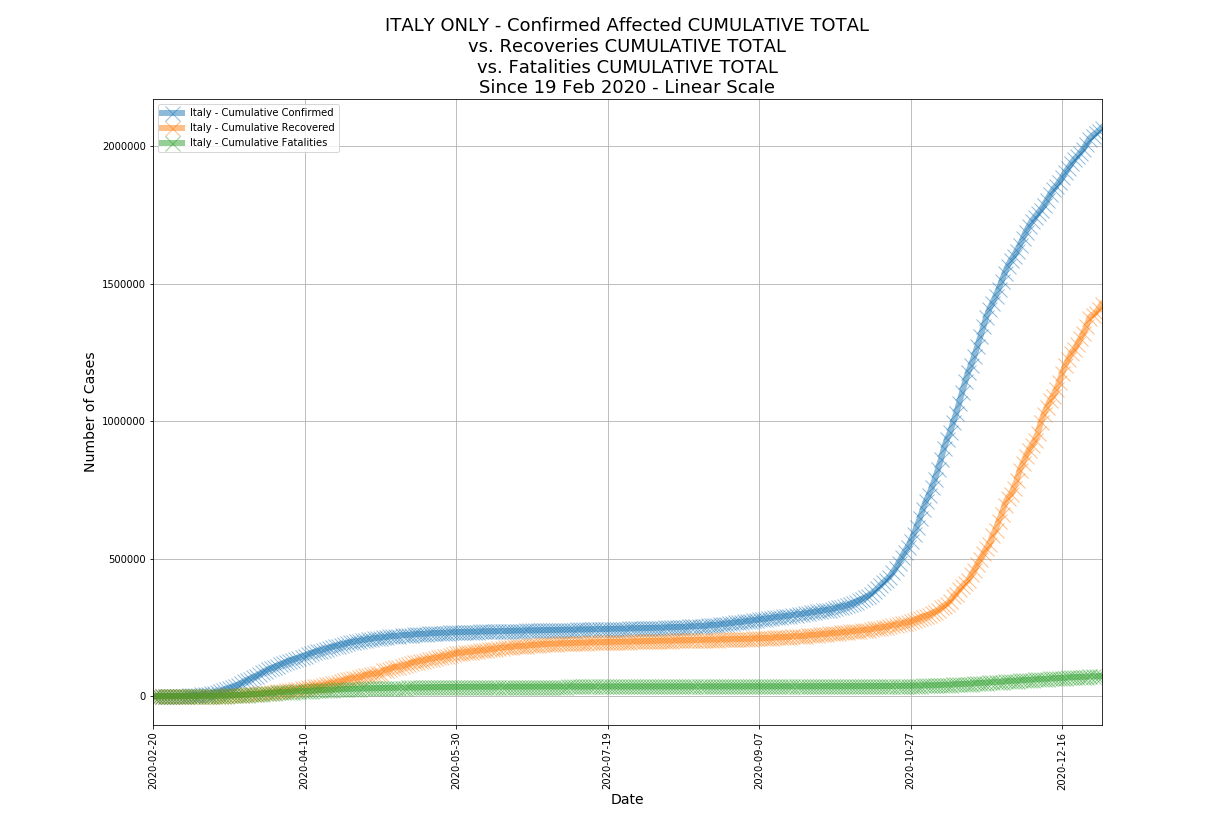 ITALY ONLY - Confirmed Affected CUMULATIVE TOTAL
vs. Recoveries CUMULATIVE TOTAL
vs. Fatalities CUMULATIVE TOTAL
Since 19 Feb 2020 - Linear Scale
Italy - Cumulative Confirmed
Italy - Cumulative Recovered
Italy - Cumulative Fatalities
Number of Cases
2000000
1500000
1000000
500000
0
2020-02-20
2020-04-10
2020-05-30
2020-07-19
2020-09-07
2020-10-27
2020-12-16
Date